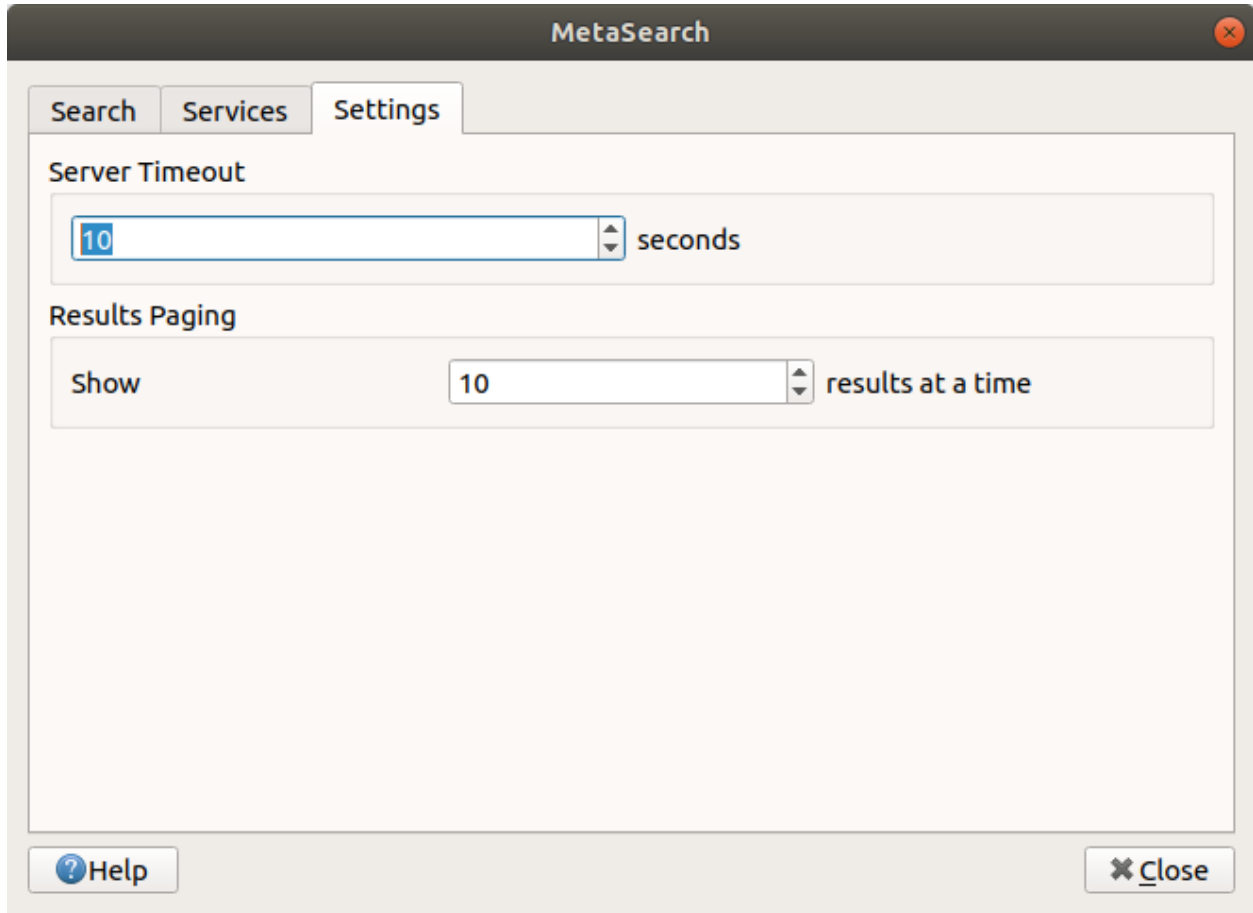 MetaSearch
Search Services Settings
Server Timeout
10 seconds
Results Paging
Show 10 results at a time
Help Close